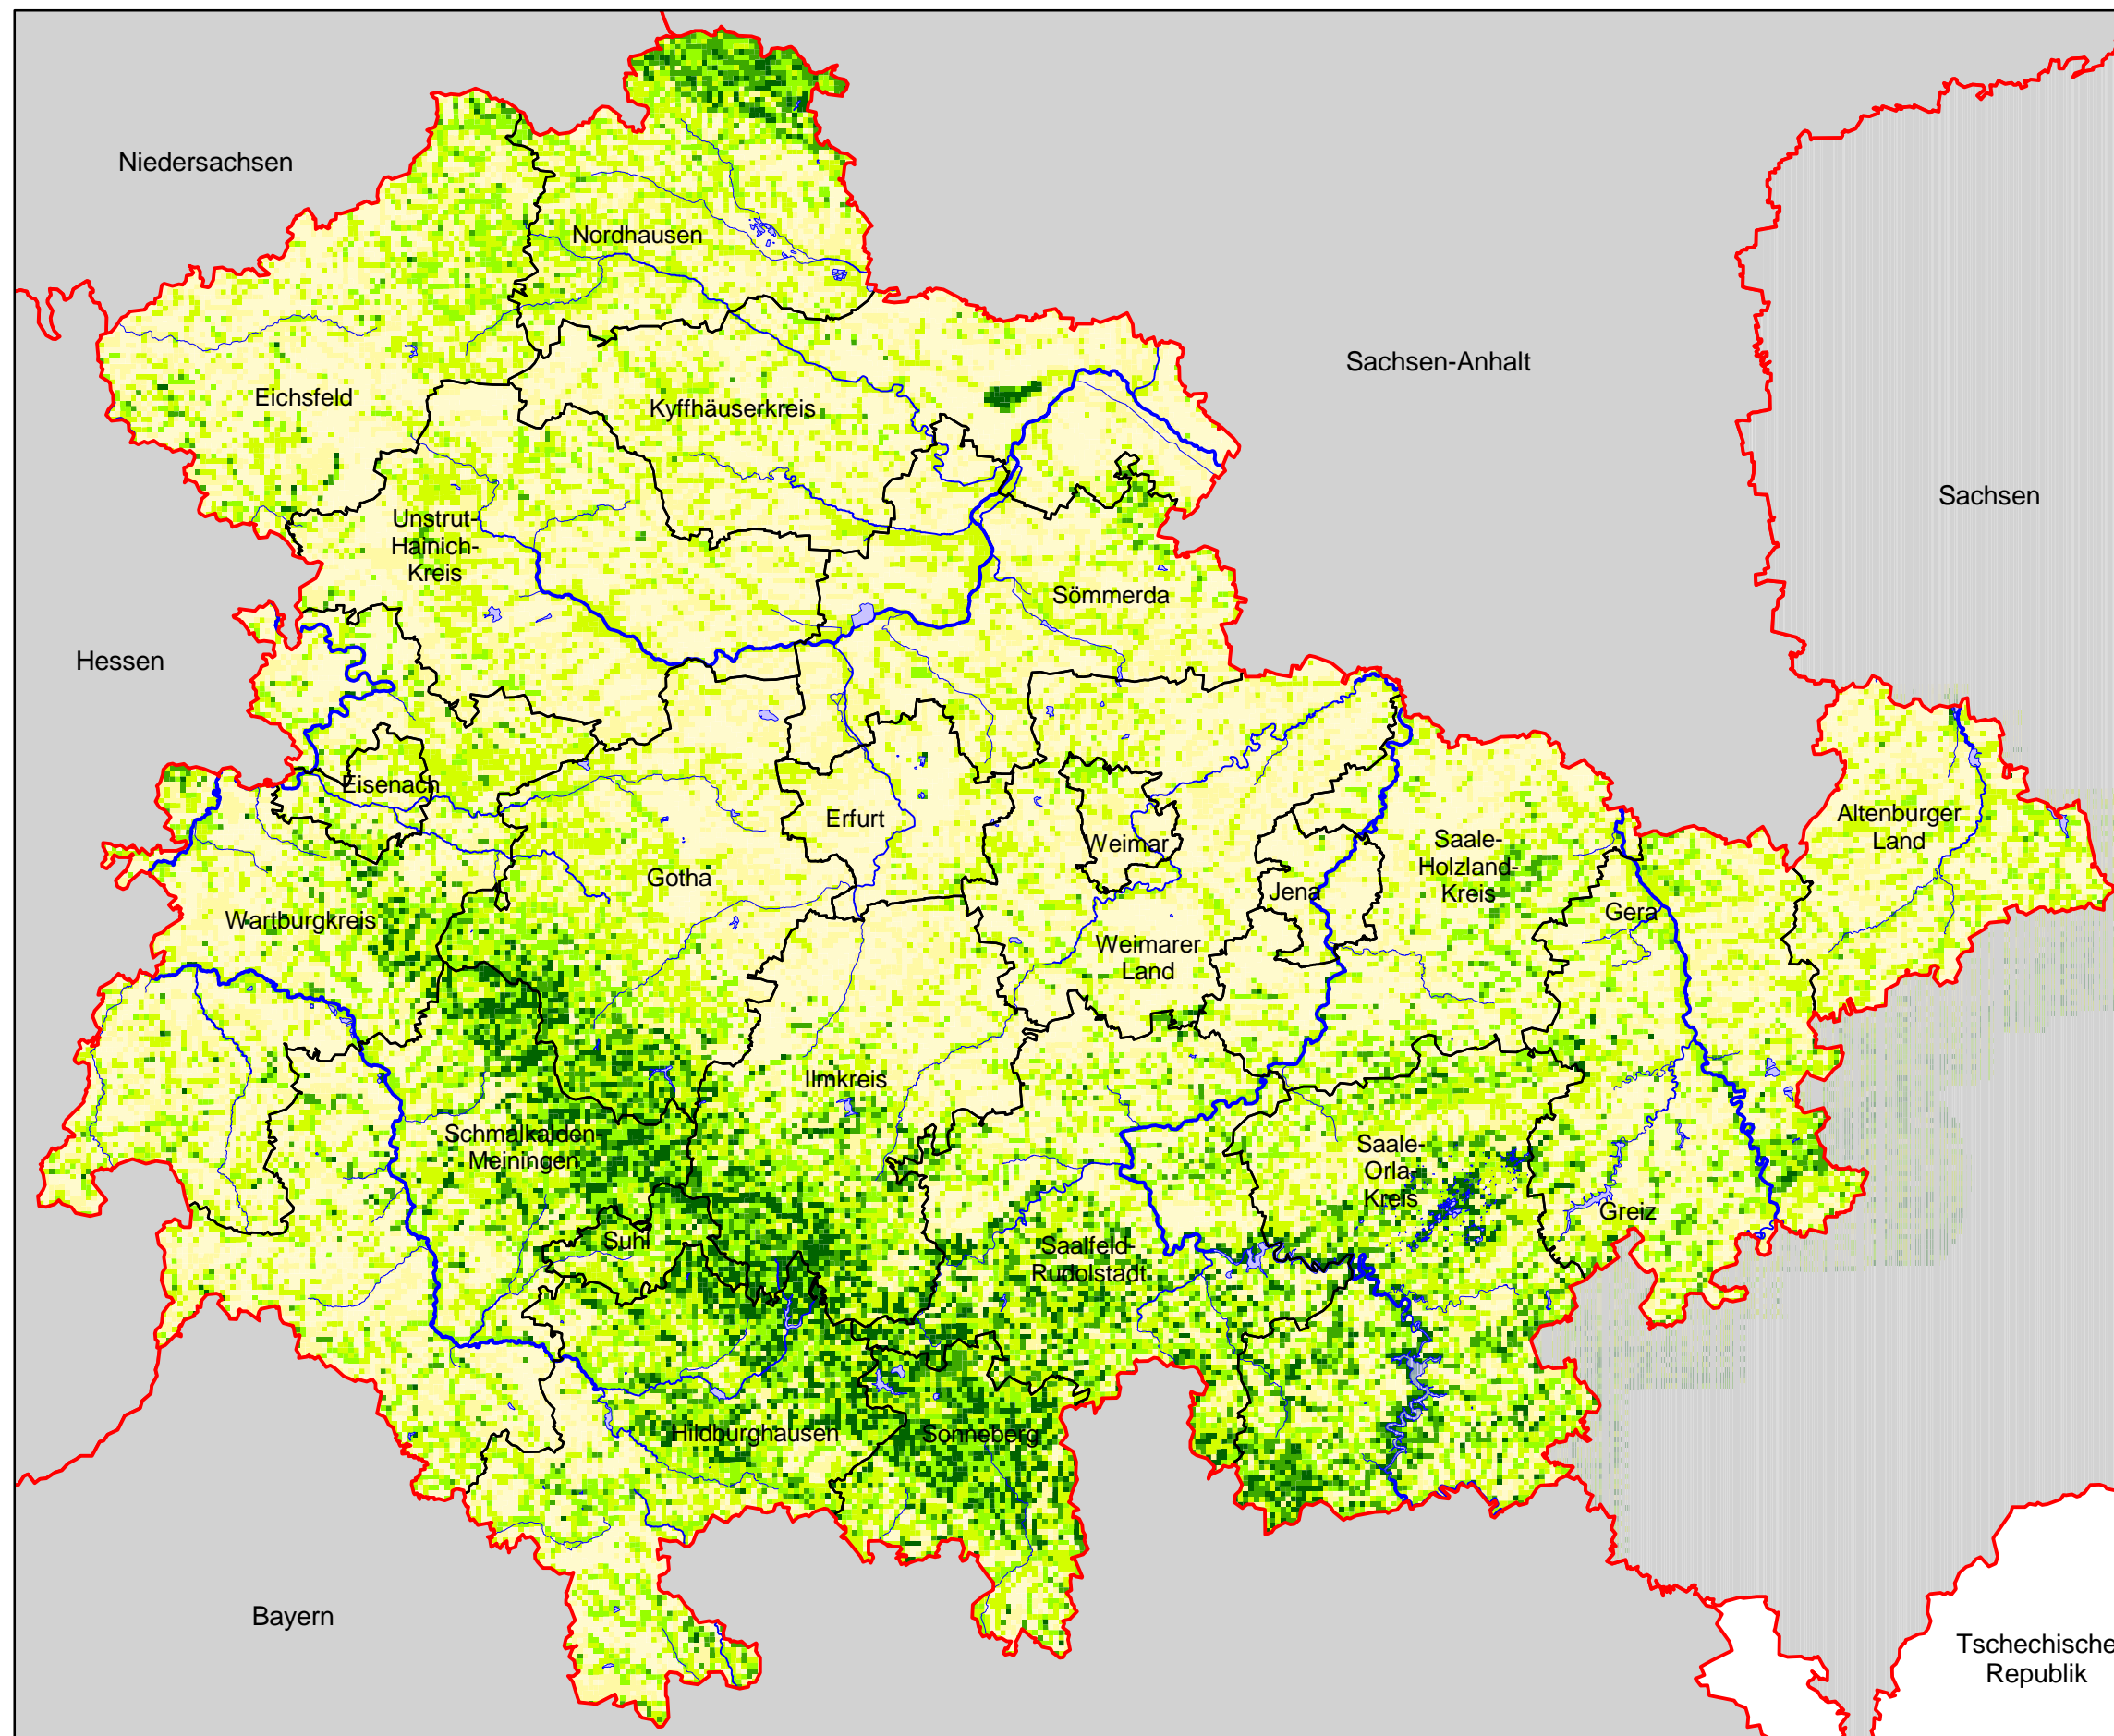 Niedersachsen
Nordhausen
Sachsen-Anhalt
Eichsfeld
Kyffhäuserkreis
Sachsen
Unstrut-
Hainich-
Kreis
Sömmerda
Hessen
Eisenach
Erfurt
Weimar
Saale-
Holzland-
Kreis
Altenburger
Land
Gotha
Jena
Gera
Wartburgkreis
Weimarer
Land
Ilmkreis
Schmalkalden-
Meiningen
Saale-
Orla-
Kreis
Greiz
Suhl
Saalfeld-
Rudolstadt
Hildburghausen
Sonneberg
Bayern
Tschechische
Republik